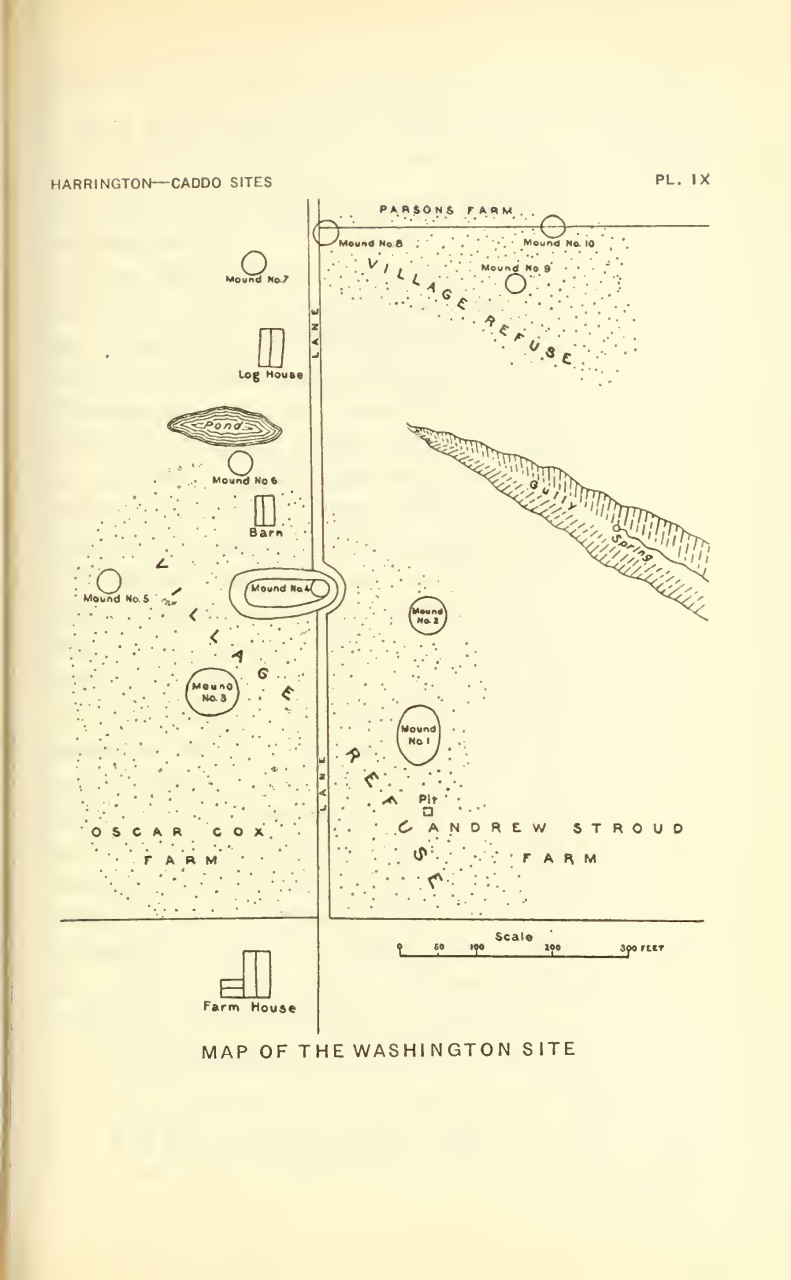 HARRINGTON—CADDO SITES
PL. IX
PARSONS FARM
Mound No. 8
Mound No. 10
Mound No. 7
Mound No 9
VILLAGE REFUSE
LANE
Log House
Pond
Mound No 6
Gully
Barn
Spring
Mound No. 5
Mound No. 4
Mound
No. 2
VILLAGE
Mound
No. 3
Mound
No. 1
LANE
REFUSE
Pit
OSCAR COX
FARM
ANDREW STROUD
FARM
Scale
0 50 100 200 300 FEET
Farm House
MAP OF THE WASHINGTON SITE